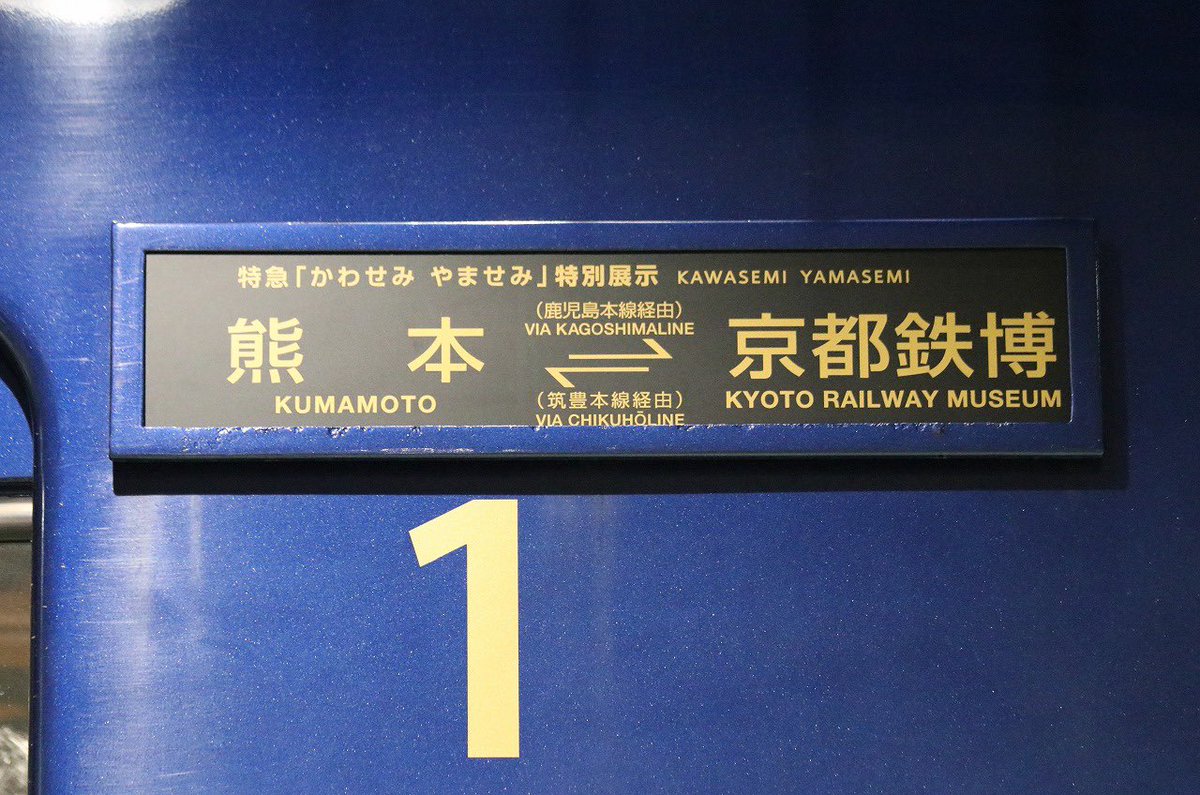 特急「かわせみ やませみ」特別展示 KAWASEMI YAMASEMI
熊本
KUMAMOTO
(鹿児島本線経由)
VIA KAGOSHIMALINE
(筑豊本線経由)
VIA CHIKUHŌLINE
京都鉄博
KYOTO RAILWAY MUSEUM
1